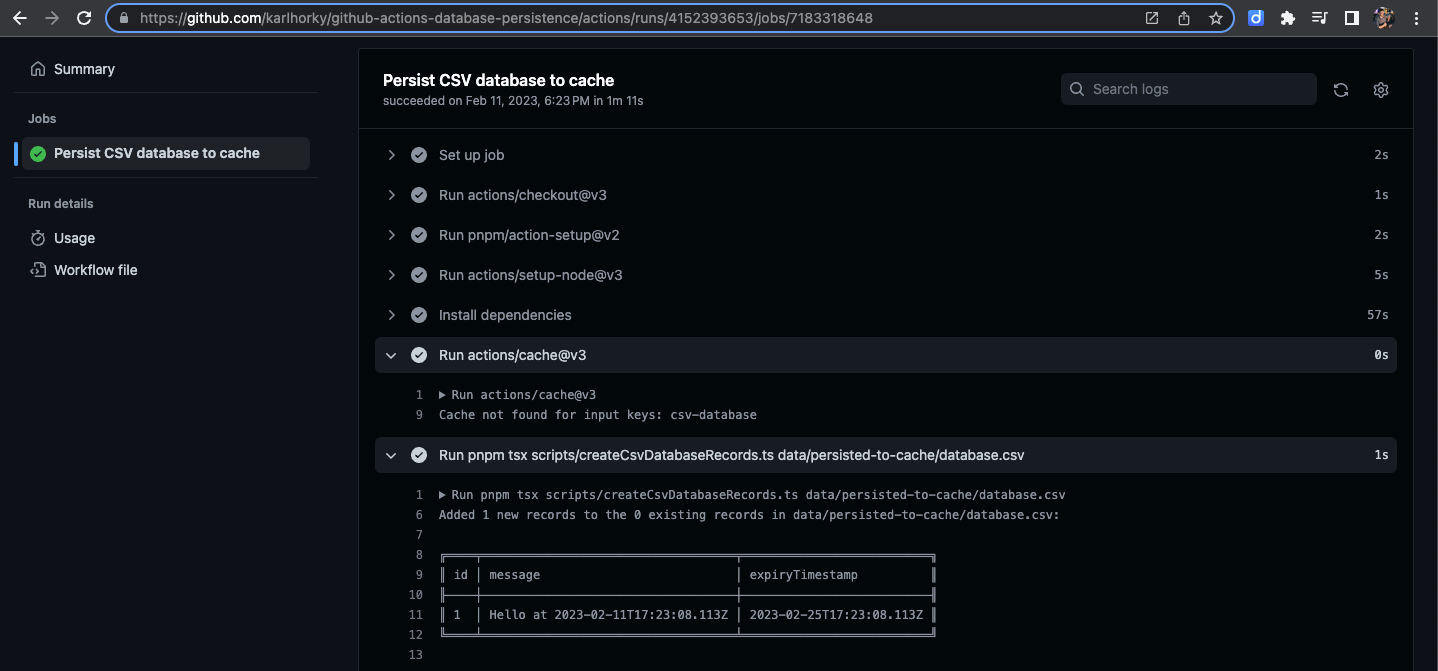 https://github.com/karlhorky/github-actions-database-persistence/actions/runs/4152393653/jobs/7183318648
Summary
Jobs
Persist CSV database to cache
Run details
Usage
Workflow file
Persist CSV database to cache
succeeded on Feb 11, 2023, 6:23 PM in 1m 11s
Search logs
Set up job 2s
Run actions/checkout@v3 1s
Run pnpm/action-setup@v2 2s
Run actions/setup-node@v3 5s
Install dependencies 57s
Run actions/cache@v3 0s
1 Run actions/cache@v3
9 Cache not found for input keys: csv-database
Run pnpm tsx scripts/createCsvDatabaseRecords.ts data/persisted-to-cache/database.csv 1s
1 Run pnpm tsx scripts/createCsvDatabaseRecords.ts data/persisted-to-cache/database.csv
6 Added 1 new records to the 0 existing records in data/persisted-to-cache/database.csv:
7
8
9 id message expiryTimestamp
10
11 1 Hello at 2023-02-11T17:23:08.113Z 2023-02-25T17:23:08.113Z
12
13